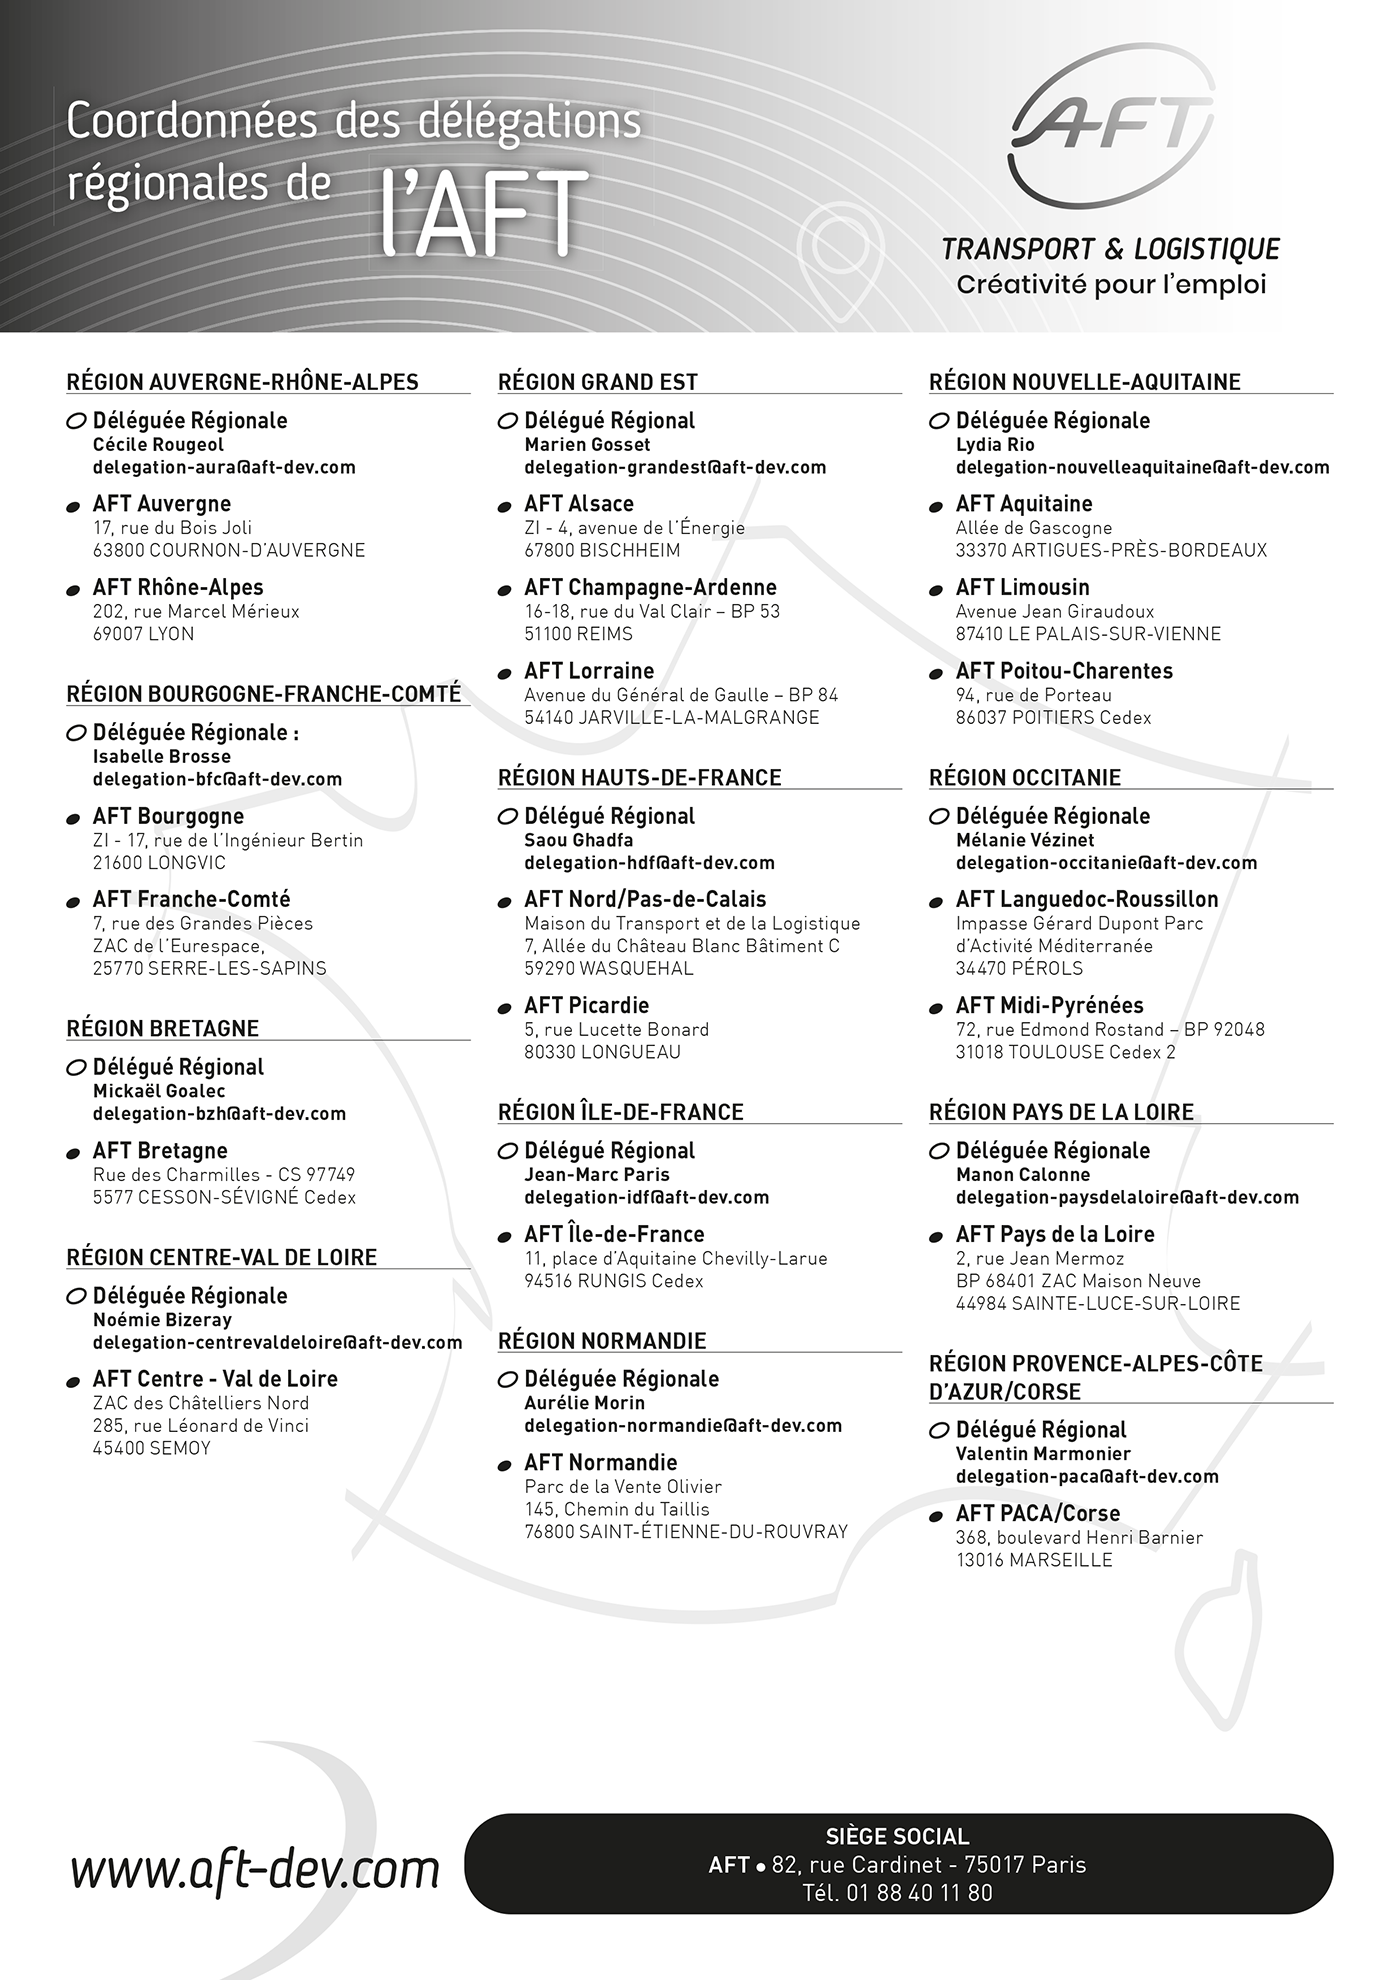 Coordonnées des délégations
régionales de l'AFT
AFT
TRANSPORT & LOGISTIQUE
Créativité pour l'emploi
RÉGION AUVERGNE-RHÔNE-ALPES
Déléguée Régionale
Cécile Rougeol
delegation-aura@aft-dev.com
AFT Auvergne
17, rue du Bois Joli
63800 COURNON-D'AUVERGNE
AFT Rhône-Alpes
202, rue Marcel Mérieux
69007 LYON
RÉGION BOURGOGNE-FRANCHE-COMTÉ
Déléguée Régionale :
Isabelle Brosse
delegation-bfc@aft-dev.com
AFT Bourgogne
ZI - 17, rue de l'Ingénieur Bertin
21600 LONGVIC
AFT Franche-Comté
7, rue des Grandes Pièces
ZAC de l'Eurespace,
25770 SERRE-LES-SAPINS
RÉGION BRETAGNE
Délégué Régional
Mickaël Goalec
delegation-bzh@aft-dev.com
AFT Bretagne
Rue des Charmilles - CS 97749
5577 CESSON-SÉVIGNÉ Cedex
RÉGION CENTRE-VAL DE LOIRE
Déléguée Régionale
Noémie Bizeray
delegation-centrevaldeloire@aft-dev.com
AFT Centre - Val de Loire
ZAC des Châtelliers Nord
285, rue Léonard de Vinci
45400 SEMOY
RÉGION GRAND EST
Délégué Régional
Marien Gosset
delegation-grandest@aft-dev.com
AFT Alsace
ZI - 4, avenue de l'Énergie
67800 BISCHHEIM
AFT Champagne-Ardenne
16-18, rue du Val Clair – BP 53
51100 REIMS
AFT Lorraine
Avenue du Général de Gaulle – BP 84
54140 JARVILLE-LA-MALGRANGE
RÉGION HAUTS-DE-FRANCE
Délégué Régional
Saou Ghadfa
delegation-hdf@aft-dev.com
AFT Nord/Pas-de-Calais
Maison du Transport et de la Logistique
7, Allée du Château Blanc Bâtiment C
59290 WASQUEHAL
AFT Picardie
5, rue Lucette Bonard
80330 LONGUEAU
RÉGION ÎLE-DE-FRANCE
Délégué Régional
Jean-Marc Paris
delegation-idf@aft-dev.com
AFT Île-de-France
11, place d'Aquitaine Chevilly-Larue
94516 RUNGIS Cedex
RÉGION NORMANDIE
Déléguée Régionale
Aurélie Morin
delegation-normandie@aft-dev.com
AFT Normandie
Parc de la Vente Olivier
145, Chemin du Taillis
76800 SAINT-ÉTIENNE-DU-ROUVRAY
RÉGION NOUVELLE-AQUITAINE
Déléguée Régionale
Lydia Rio
delegation-nouvelleaquitaine@aft-dev.com
AFT Aquitaine
Allée de Gascogne
33370 ARTIGUES-PRÈS-BORDEAUX
AFT Limousin
Avenue Jean Giraudoux
87410 LE PALAIS-SUR-VIENNE
AFT Poitou-Charentes
94, rue de Porteau
86037 POITIERS Cedex
RÉGION OCCITANIE
Déléguée Régionale
Mélanie Vézinet
delegation-occitanie@aft-dev.com
AFT Languedoc-Roussillon
Impasse Gérard Dupont Parc
d'Activité Méditerranée
34470 PÉROLS
AFT Midi-Pyrénées
72, rue Edmond Rostand – BP 92048
31018 TOULOUSE Cedex 2
RÉGION PAYS DE LA LOIRE
Déléguée Régionale
Manon Calonne
delegation-paysdelaloire@aft-dev.com
AFT Pays de la Loire
2, rue Jean Mermoz
BP 68401 ZAC Maison Neuve
44984 SAINTE-LUCE-SUR-LOIRE
RÉGION PROVENCE-ALPES-CÔTE
D'AZUR/CORSE
Délégué Régional
Valentin Marmonier
delegation-paca@aft-dev.com
AFT PACA/Corse
368, boulevard Henri Barnier
13016 MARSEILLE
www.aft-dev.com
SIÈGE SOCIAL
AFT ● 82, rue Cardinet - 75017 Paris
Tél. 01 88 40 11 80